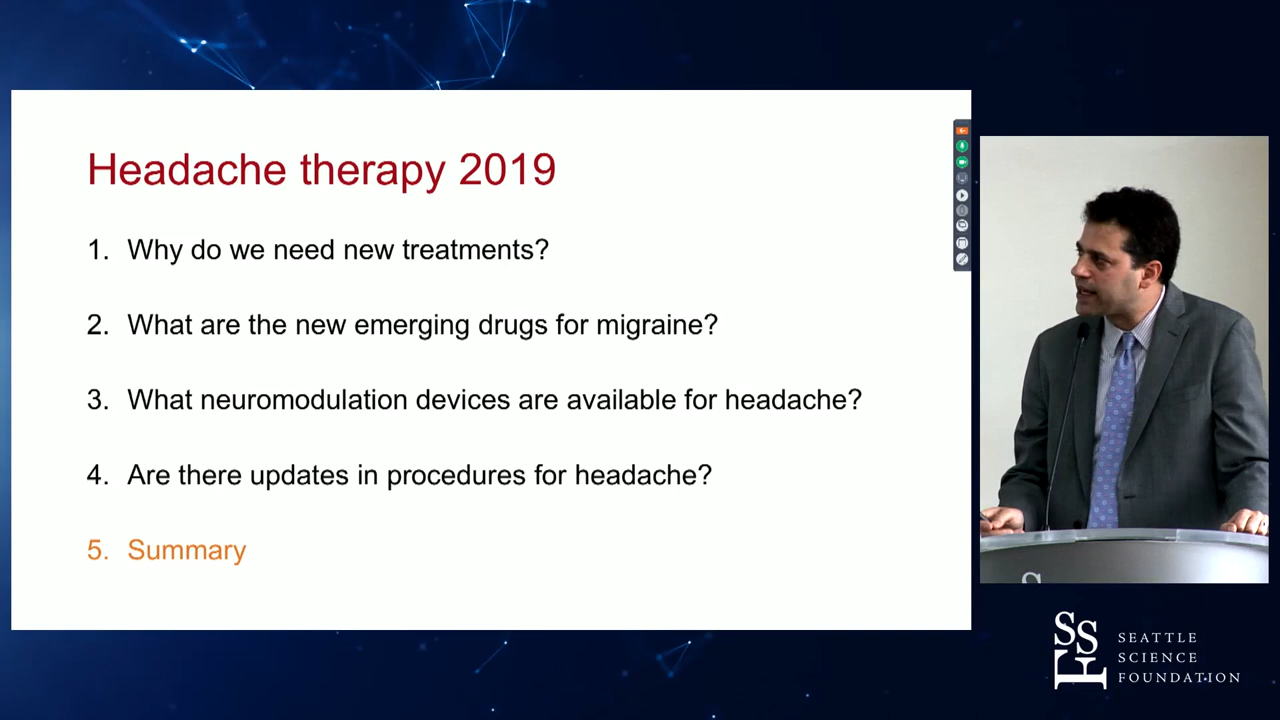 Headache therapy 2019
1. Why do we need new treatments?
2. What are the new emerging drugs for migraine?
3. What neuromodulation devices are available for headache?
4. Are there updates in procedures for headache?
5. Summary
S
SSF
SEATTLE
SCIENCE
FOUNDATION